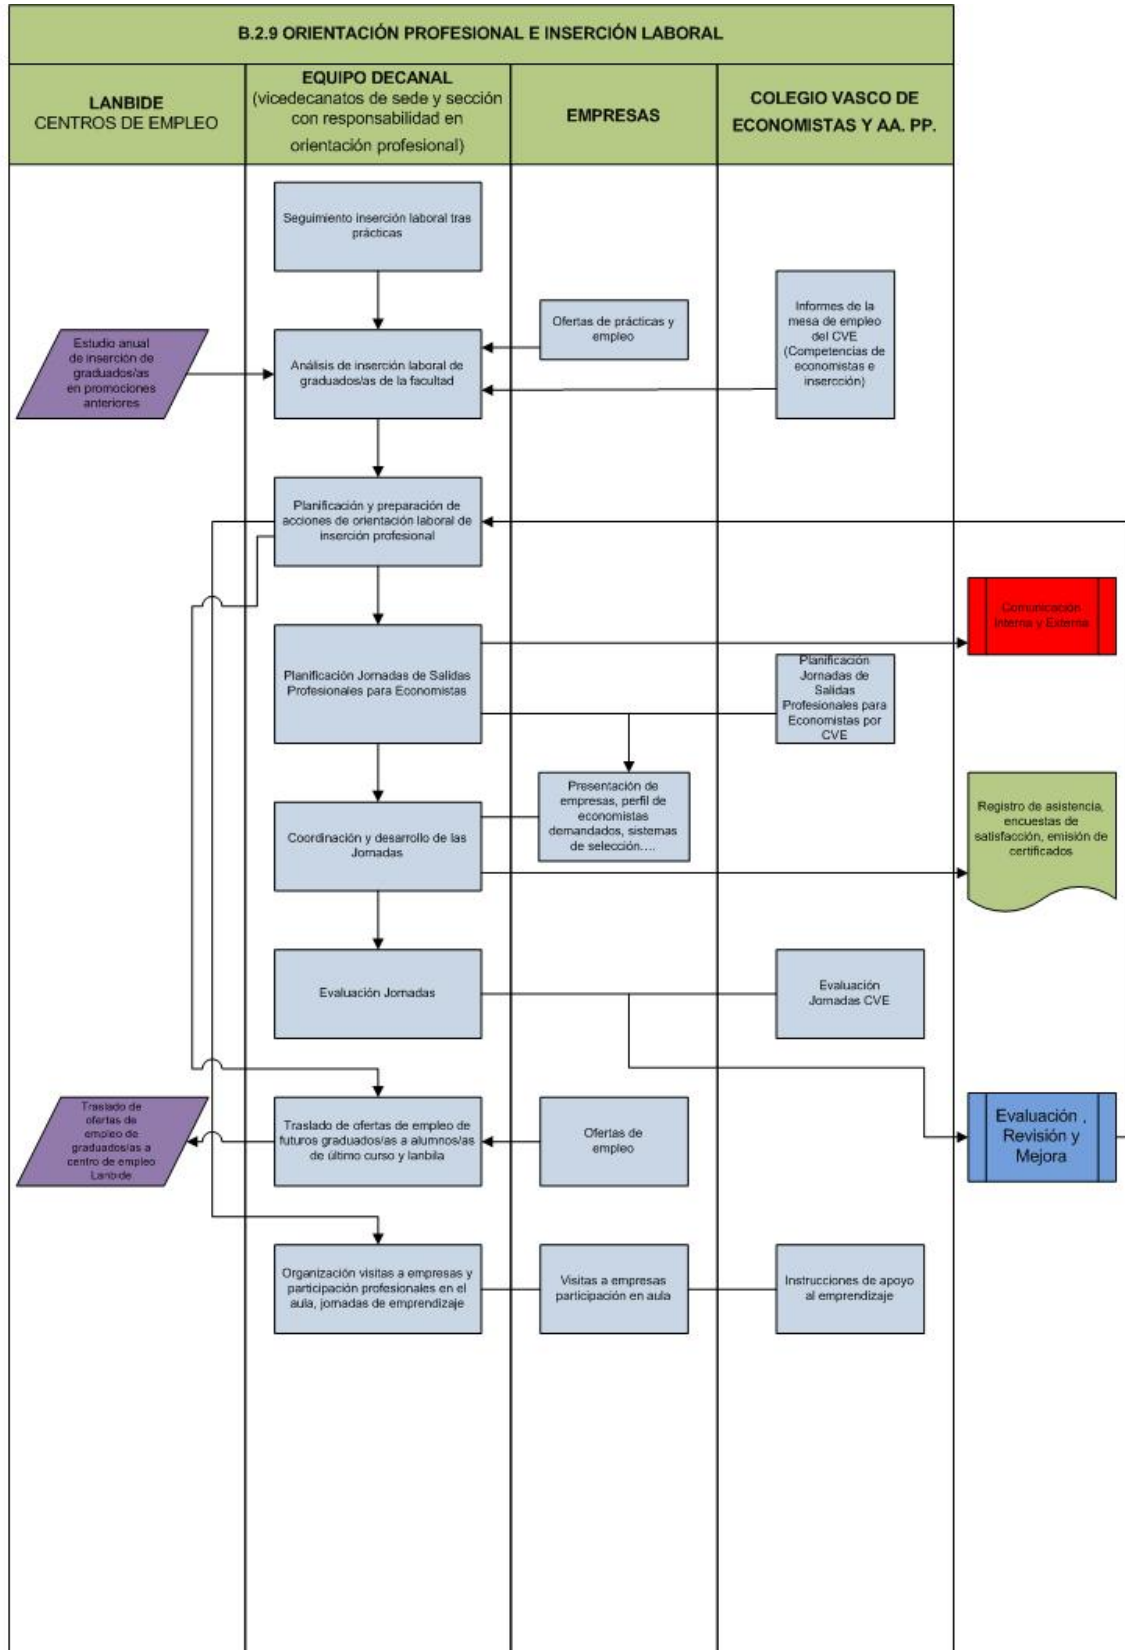 B.2.9 ORIENTACIÓN PROFESIONAL E INSERCIÓN LABORAL
LANBIDE
CENTROS DE EMPLEO
EQUIPO DECANAL
(vicedecanatos de sede y sección
con responsabilidad en
orientación profesional)
EMPRESAS
COLEGIO VASCO DE
ECONOMISTAS Y AA. PP.
Seguimiento inserción laboral tras
prácticas
Ofertas de prácticas y
empleo
Informes de la
mesa de empleo
del CVE
(Competencias de
economistas e
insercción)
Estudio anual
de inserción de
graduados/as
en promociones
anteriores
Análisis de inserción laboral de
graduados/as de la facultad
Planificación y preparación de
acciones de orientación laboral de
inserción profesional
Comunicación
Interna y Externa
Planificación Jornadas de Salidas
Profesionales para Economistas
Planificación
Jornadas de
Salidas
Profesionales para
Economistas por
CVE
Presentación de
empresas, perfil de
economistas
demandados, sistemas
de selección….
Coordinación y desarrollo de las
Jornadas
Registro de asistencia,
encuestas de
satisfacción, emisión de
certificados
Evaluación Jornadas
Evaluación
Jornadas CVE
Traslado de
ofertas de
empleo de
graduados/as a
centro de empleo
Lanbide
Traslado de ofertas de empleo de
futuros graduados/as a alumnos/as
de último curso y lanbila
Ofertas de
empleo
Evaluación ,
Revisión y
Mejora
Organización visitas a empresas y
participación profesionales en el
aula, jornadas de emprendizaje
Visitas a empresas
participación en aula
Instrucciones de apoyo
al emprendizaje